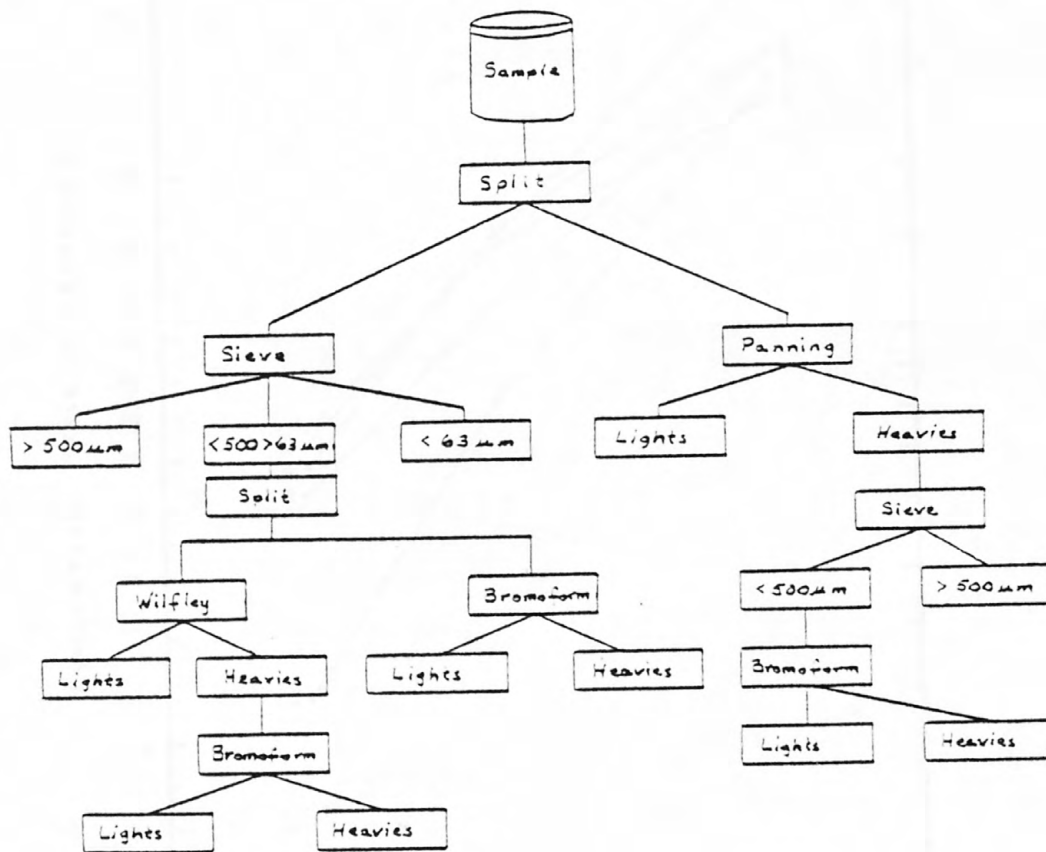 Sample
Split
Sieve
Panning
> 500 µm
<500>63 µm
< 63 µm
Lights
Heavies
Split
Sieve
Wilfley
Bromoform
< 500 µm
> 500 µm
Lights
Heavies
Lights
Heavies
Bromoform
Bromoform
Lights
Heavies
Lights
Heavies